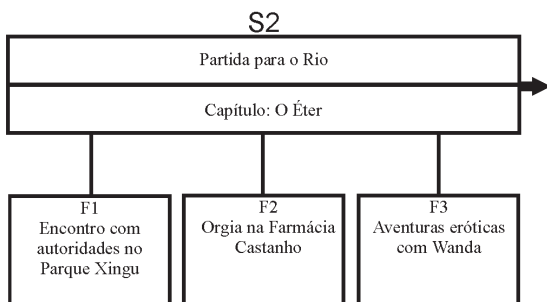 S2
Partida para o Rio
Capítulo: O Éter
F1
Encontro com
autoridades no
Parque Xingu
F2
Orgia na Farmácia
Castanho
F3
Aventuras eróticas
com Wanda